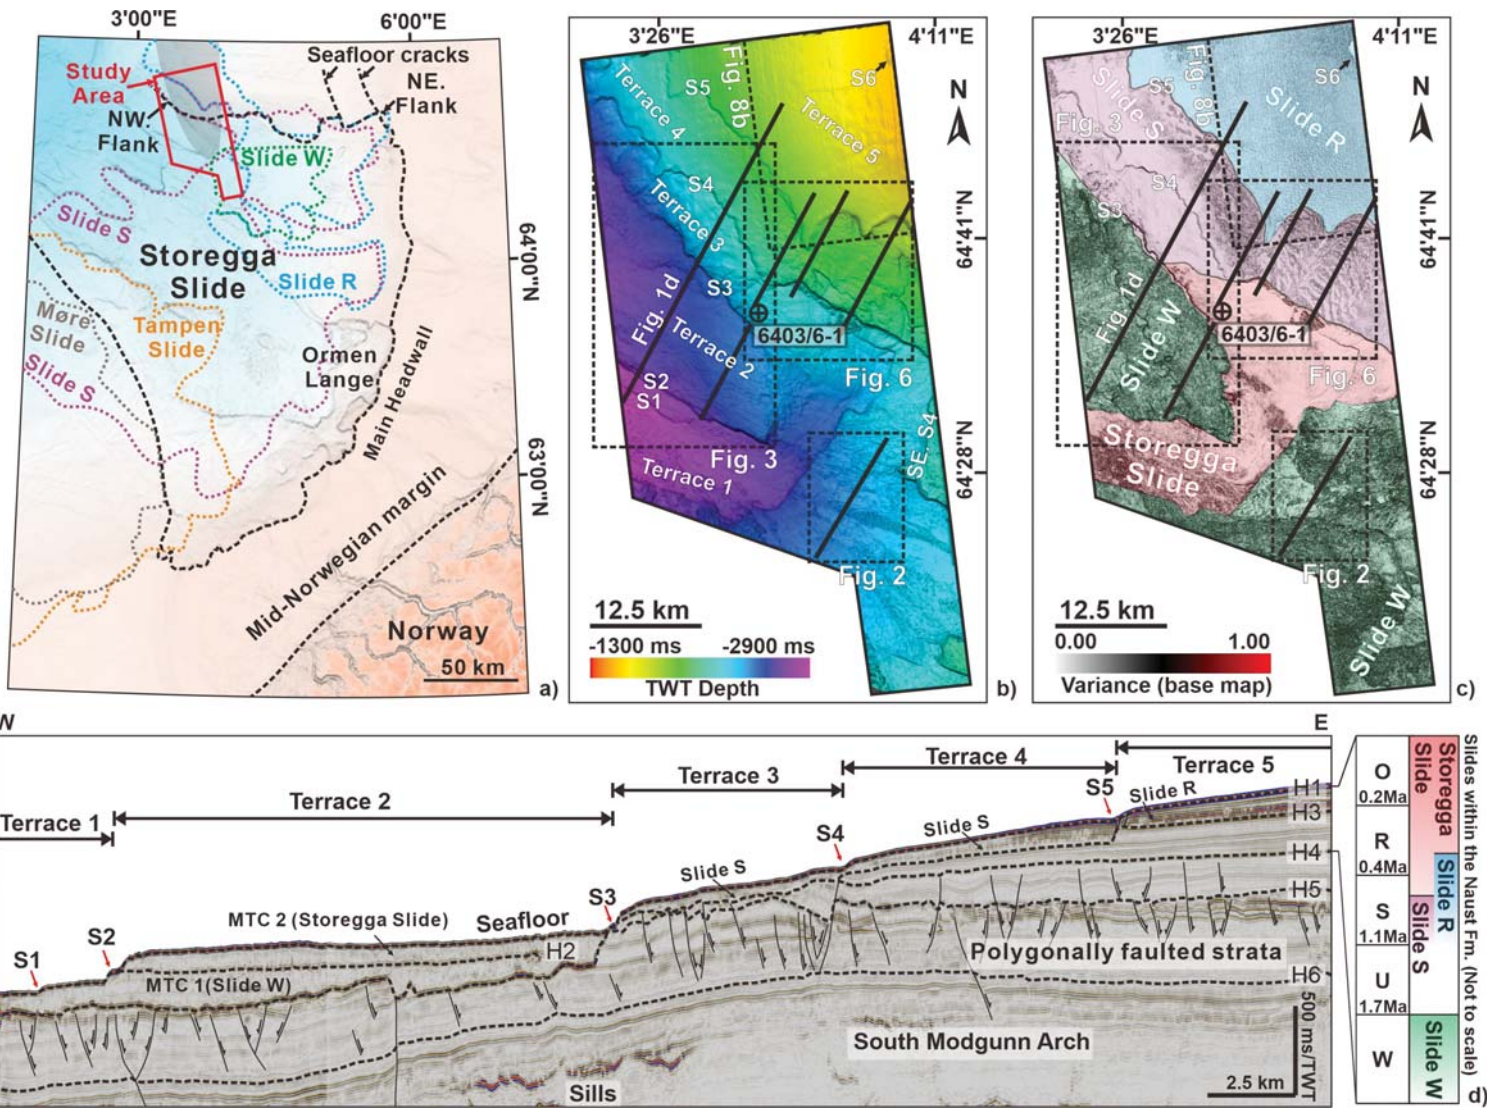 3'00"E
6'00"E
Study
Area
NW.
Flank
Seafloor cracks
NE.
Flank
Slide W
Slide S
Storegga
Slide
Slide R
Møre
Slide
Tampen
Slide
Ormen
Lange
Slide S
Main Headwall
64'00"N
63'00"N
Mid-Norwegian margin
Norway
50 km
a)
3'26"E
4'11"E
N
Terrace 4
S5
Fig. 8b
S6
Terrace 5
S4
Terrace 3
S3
Fig. 1d
Terrace 2
6403/6-1
S2
S1
Fig. 6
SE. S4
Fig. 3
Terrace 1
Fig. 2
64'41"N
64'28"N
12.5 km
-1300 ms
-2900 ms
TWT Depth
b)
3'26"E
4'11"E
N
Slide S
S5
Fig. 8b
S6
Slide R
Fig. 3
S4
S3
Fig. 1d
Slide W
6403/6-1
Fig. 6
Storegga
Slide
Fig. 2
Slide W
64'41"N
64'28"N
12.5 km
0.00
1.00
Variance (base map)
c)
W
E
Terrace 1
Terrace 2
Terrace 3
Terrace 4
Terrace 5
S1
S2
S3
S4
S5
MTC 2 (Storegga Slide)
Seafloor
H2
MTC 1(Slide W)
Slide S
Slide S
Slide R
H1
H3
H4
H5
H6
Polygonally faulted strata
South Modgunn Arch
Sills
500 ms/TWT
2.5 km
O
0.2Ma
R
0.4Ma
S
1.1Ma
U
1.7Ma
W
Storegga
Slide
Slide R
Slide S
Slide W
Slides within the Naust Fm. (Not to scale)
d)